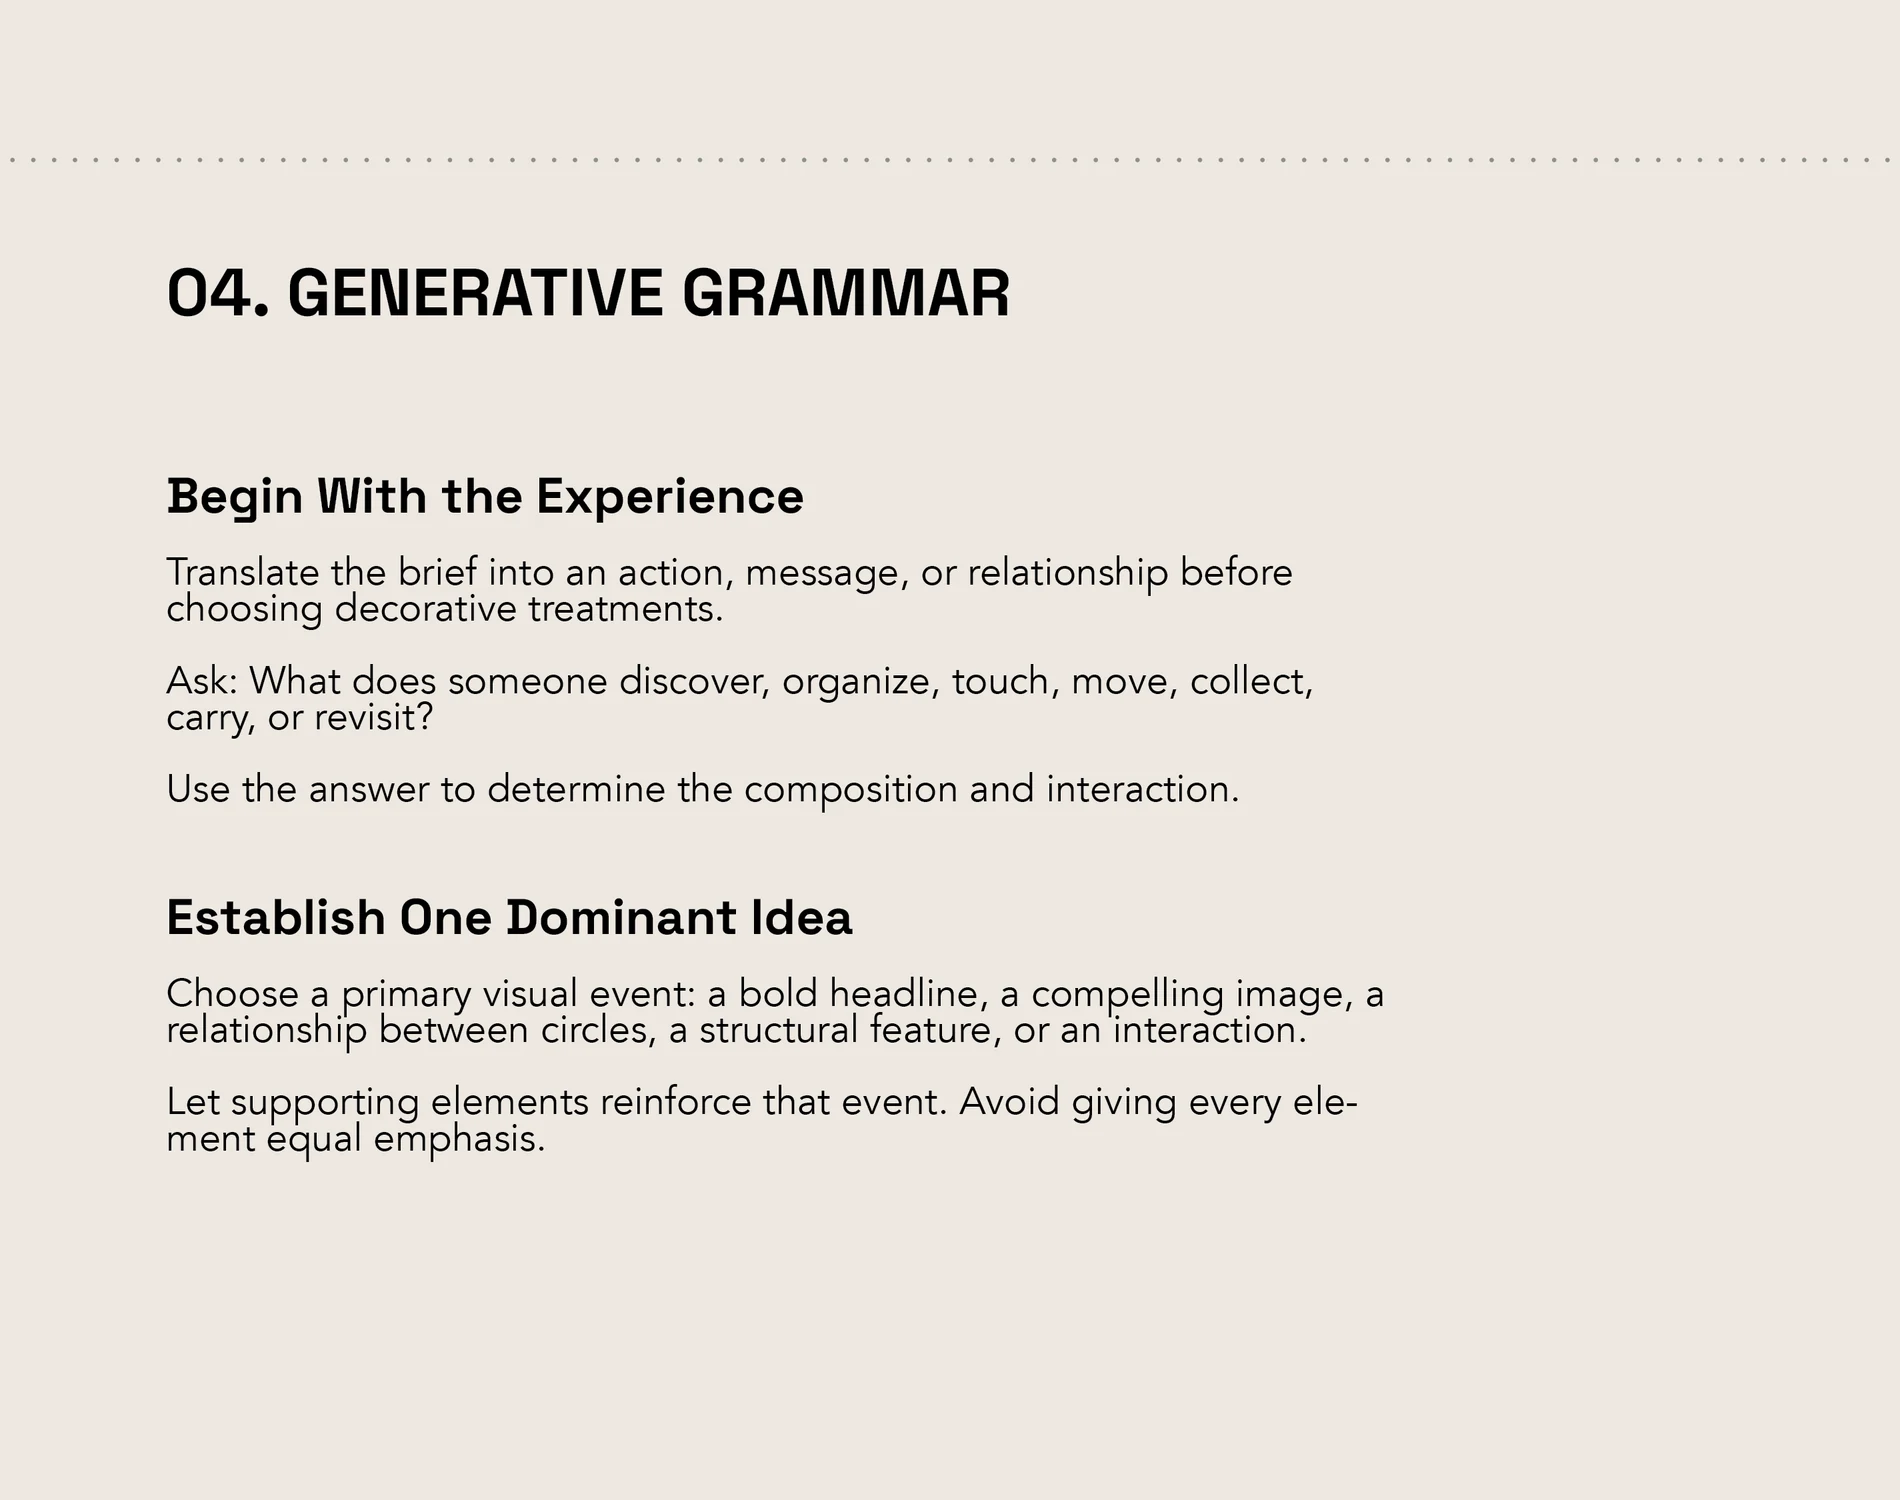 04. GENERATIVE GRAMMAR
Begin With the Experience
Translate the brief into an action, message, or relationship before
choosing decorative treatments.
Ask: What does someone discover, organize, touch, move, collect,
carry, or revisit?
Use the answer to determine the composition and interaction.
Establish One Dominant Idea
Choose a primary visual event: a bold headline, a compelling image, a
relationship between circles, a structural feature, or an interaction.
Let supporting elements reinforce that event. Avoid giving every ele-
ment equal emphasis.